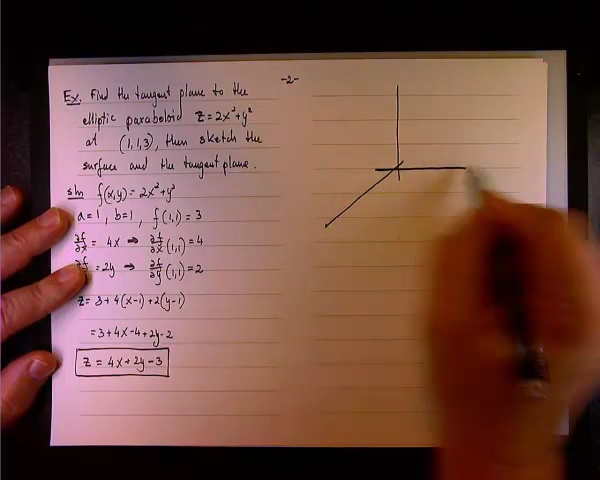 -2-
Ex. Find the tangent plane to the
elliptic paraboloid z = 2x²+y²
at (1,1,3), then sketch the
surface and the tangent plane.
soln f(x,y) = 2x²+y²
a=1, b=1, f(1,1) = 3
∂f/∂x = 4x ⇒ ∂f/∂x (1,1) = 4
∂f/∂y = 2y ⇒ ∂f/∂y (1,1) = 2
z = 3+4(x-1)+2(y-1)
= 3+4x-4+2y-2
z = 4x+2y-3